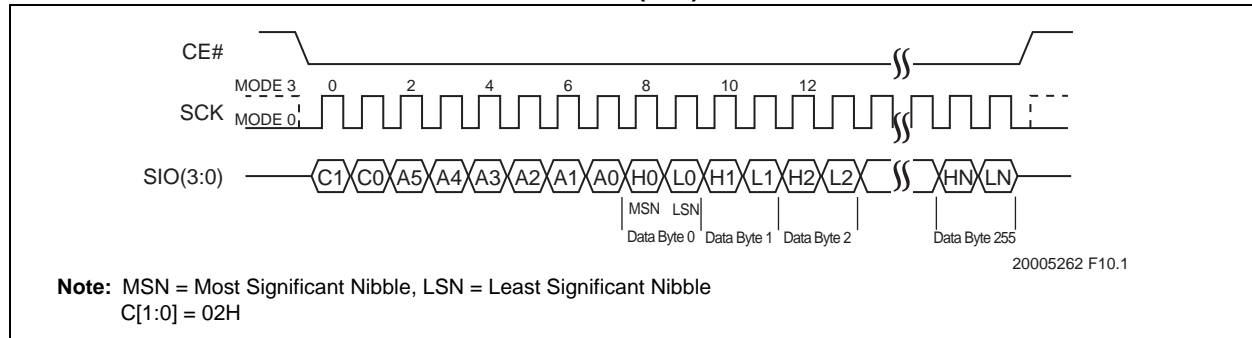 CE#
MODE 3 0 2 4 6 8 10 12
SCK
MODE 0
SIO(3:0) C1 C0 A5 A4 A3 A2 A1 A0 H0 L0 H1 L1 H2 L2 HN LN
MSN LSN
Data Byte 0 Data Byte 1 Data Byte 2 Data Byte 255
20005262 F10.1
Note: MSN = Most Significant Nibble, LSN = Least Significant Nibble
C[1:0] = 02H